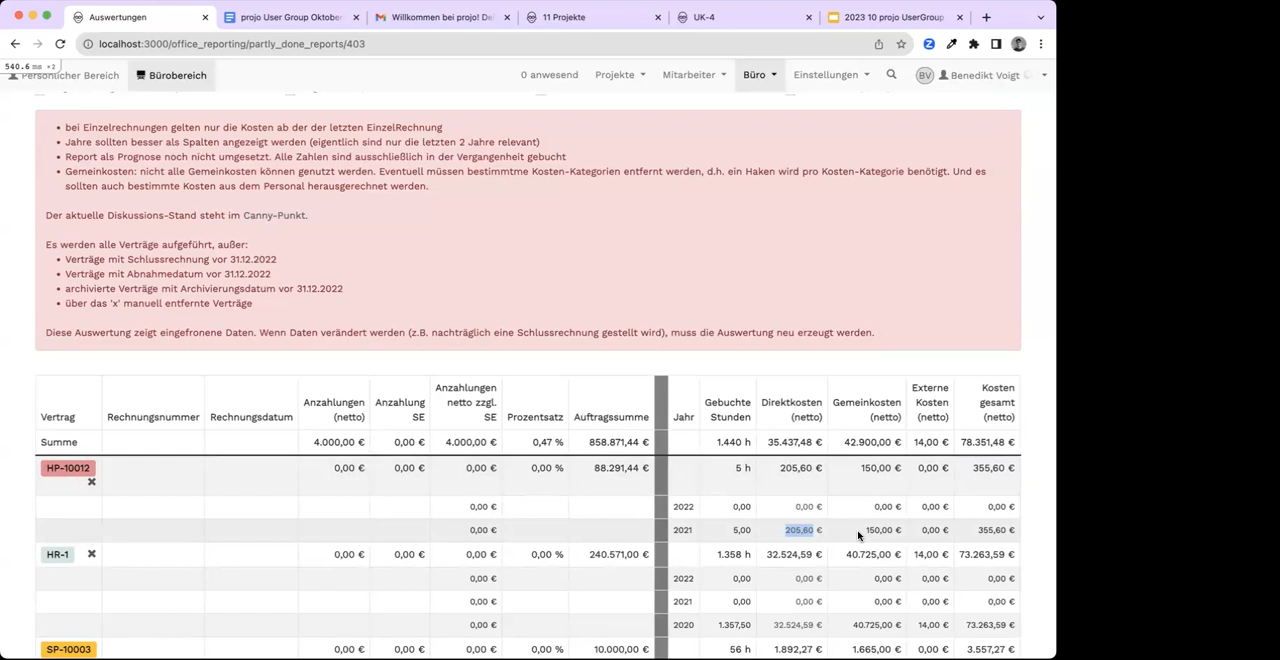 Auswertungen
projo User Group Oktobe
Willkommen bei projo! De
11 Projekte
UK-4
2023 10 projo UserGroup
localhost:3000/office_reporting/partly_done_reports/403
540.6 ms ×2
Persönlicher Bereich
Bürobereich
0 anwesend
Projekte
Mitarbeiter
Büro
Einstellungen
BV
Benedikt Voigt
• bei Einzelrechnungen gelten nur die Kosten ab der der letzten EinzelRechnung
• Jahre sollten besser als Spalten angezeigt werden (eigentlich sind nur die letzten 2 Jahre relevant)
• Report als Prognose noch nicht umgesetzt. Alle Zahlen sind ausschließlich in der Vergangenheit gebucht
• Gemeinkosten: nicht alle Gemeinkosten können genutzt werden. Eventuell müssen bestimmtme Kosten-Kategorien entfernt werden, d.h. ein Haken wird pro Kosten-Kategorie benötigt. Und es
sollten auch bestimmte Kosten aus dem Personal herausgerechnet werden.
Der aktuelle Diskussions-Stand steht im Canny-Punkt.
Es werden alle Verträge aufgeführt, außer:
• Verträge mit Schlussrechnung vor 31.12.2022
• Verträge mit Abnahmedatum vor 31.12.2022
• archivierte Verträge mit Archivierungsdatum vor 31.12.2022
• über das 'x' manuell entfernte Verträge
Diese Auswertung zeigt eingefronene Daten. Wenn Daten verändert werden (z.B. nachträglich eine Schlussrechnung gestellt wird), muss die Auswertung neu erzeugt werden.
Vertrag Rechnungsnummer Rechnungsdatum Anzahlungen (netto) Anzahlung SE Anzahlungen netto zzgl. SE Prozentsatz Auftragssumme Jahr Gebuchte Stunden Direktkosten (netto) Gemeinkosten (netto) Externe Kosten (netto) Kosten gesamt (netto)
Summe 4.000,00 € 0,00 € 4.000,00 € 0,47 % 858.871,44 € 1.440 h 35.437,48 € 42.900,00 € 14,00 € 78.351,48 €
HP-10012 0,00 € 0,00 € 0,00 € 0,00 % 88.291,44 € 5 h 205,60 € 150,00 € 0,00 € 355,60 €
0,00 € 2022 0,00 0,00 € 0,00 € 0,00 € 0,00 €
0,00 € 2021 5,00 205,60 € 150,00 € 0,00 € 355,60 €
HR-1 0,00 € 0,00 € 0,00 € 0,00 % 240.571,00 € 1.358 h 32.524,59 € 40.725,00 € 14,00 € 73.263,59 €
0,00 € 2022 0,00 0,00 € 0,00 € 0,00 € 0,00 €
0,00 € 2021 0,00 0,00 € 0,00 € 0,00 € 0,00 €
0,00 € 2020 1.357,50 32.524,59 € 40.725,00 € 14,00 € 73.263,59 €
SP-10003 0,00 € 0,00 € 0,00 € 0,00 % 10.000,00 € 56 h 1.892,27 € 1.665,00 € 0,00 € 3.557,27 €